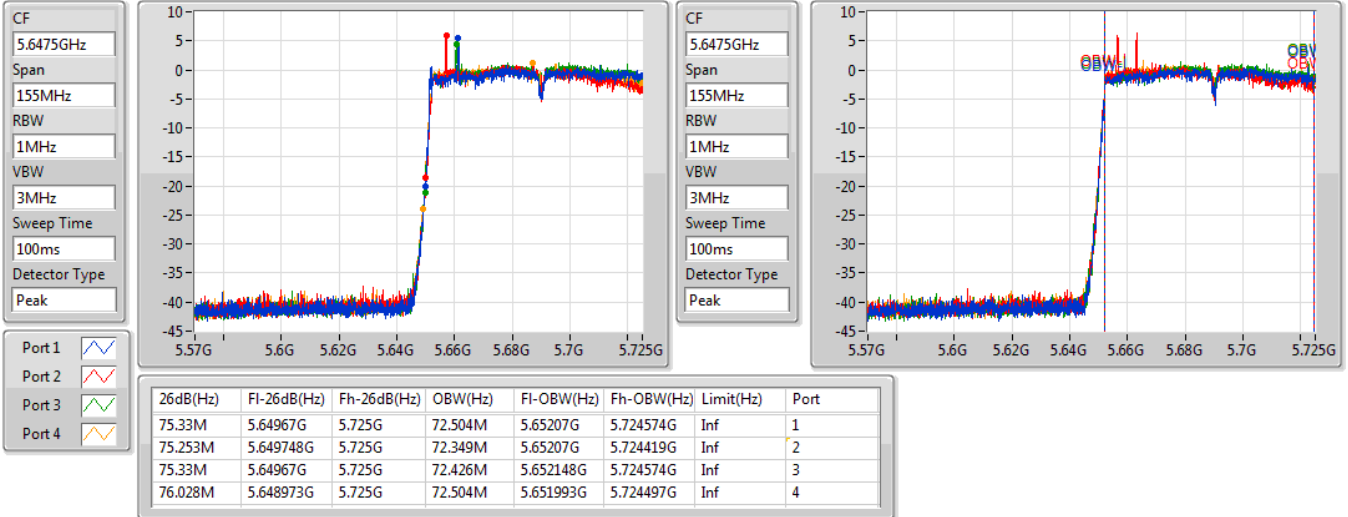 CF
5.6475GHz
Span
155MHz
RBW
1MHz
VBW
3MHz
Sweep Time
100ms
Detector Type
Peak
10
5
0
-5
-10
-15
-20
-25
-30
-35
-40
-45
5.57G 5.6G 5.62G 5.64G 5.66G 5.68G 5.7G 5.725G
CF
5.6475GHz
Span
155MHz
RBW
1MHz
VBW
3MHz
Sweep Time
100ms
Detector Type
Peak
10
5
0
-5
-10
-15
-20
-25
-30
-35
-40
-45
OBW-
OBW
OBW
5.57G 5.6G 5.62G 5.64G 5.66G 5.68G 5.7G 5.725G
Port 1
Port 2
Port 3
Port 4
26dB(Hz) Fl-26dB(Hz) Fh-26dB(Hz) OBW(Hz) Fl-OBW(Hz) Fh-OBW(Hz) Limit(Hz) Port
75.33M 5.64967G 5.725G 72.504M 5.65207G 5.724574G Inf 1
75.253M 5.649748G 5.725G 72.349M 5.65207G 5.724419G Inf 2
75.33M 5.64967G 5.725G 72.426M 5.652148G 5.724574G Inf 3
76.028M 5.648973G 5.725G 72.504M 5.651993G 5.724497G Inf 4